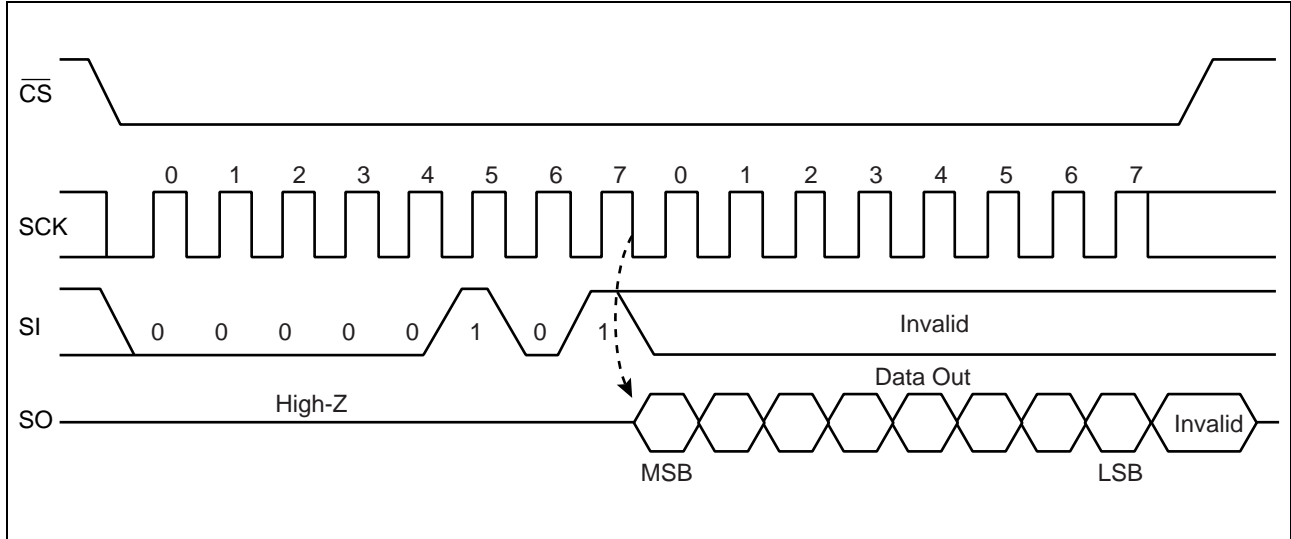 CS
0 1 2 3 4 5 6 7 0 1 2 3 4 5 6 7
SCK
SI 0 0 0 0 0 1 0 1 Invalid
Data Out
High-Z
SO Invalid
MSB LSB